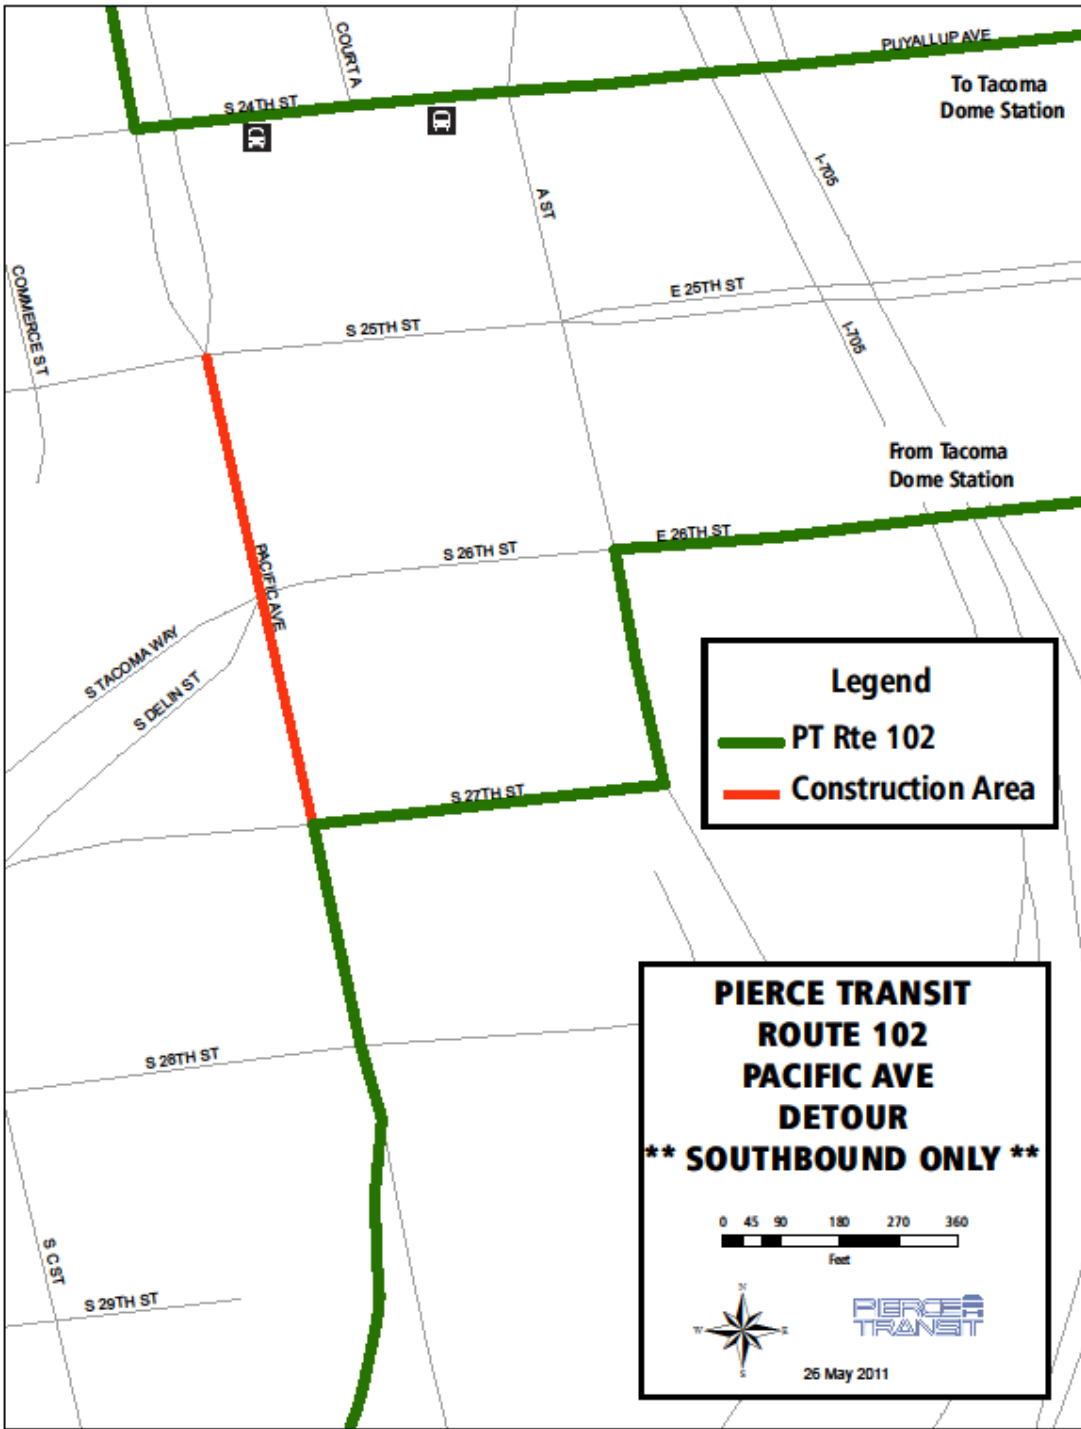 COURT A
PUYALLUP AVE
S 24TH ST
To Tacoma
Dome Station
I-705
A ST
COMMERCE ST
E 25TH ST
S 25TH ST
I-705
From Tacoma
Dome Station
E 26TH ST
S 26TH ST
PACIFIC AVE
S TACOMA WAY
S DELIN ST
Legend
PT Rte 102
Construction Area
S 27TH ST
PIERCE TRANSIT
ROUTE 102
PACIFIC AVE
DETOUR
** SOUTHBOUND ONLY **
S 28TH ST
0 45 90 180 270 360
Feet
S C ST
S 29TH ST
N
W E
S
PIERCE
TRANSIT
26 May 2011